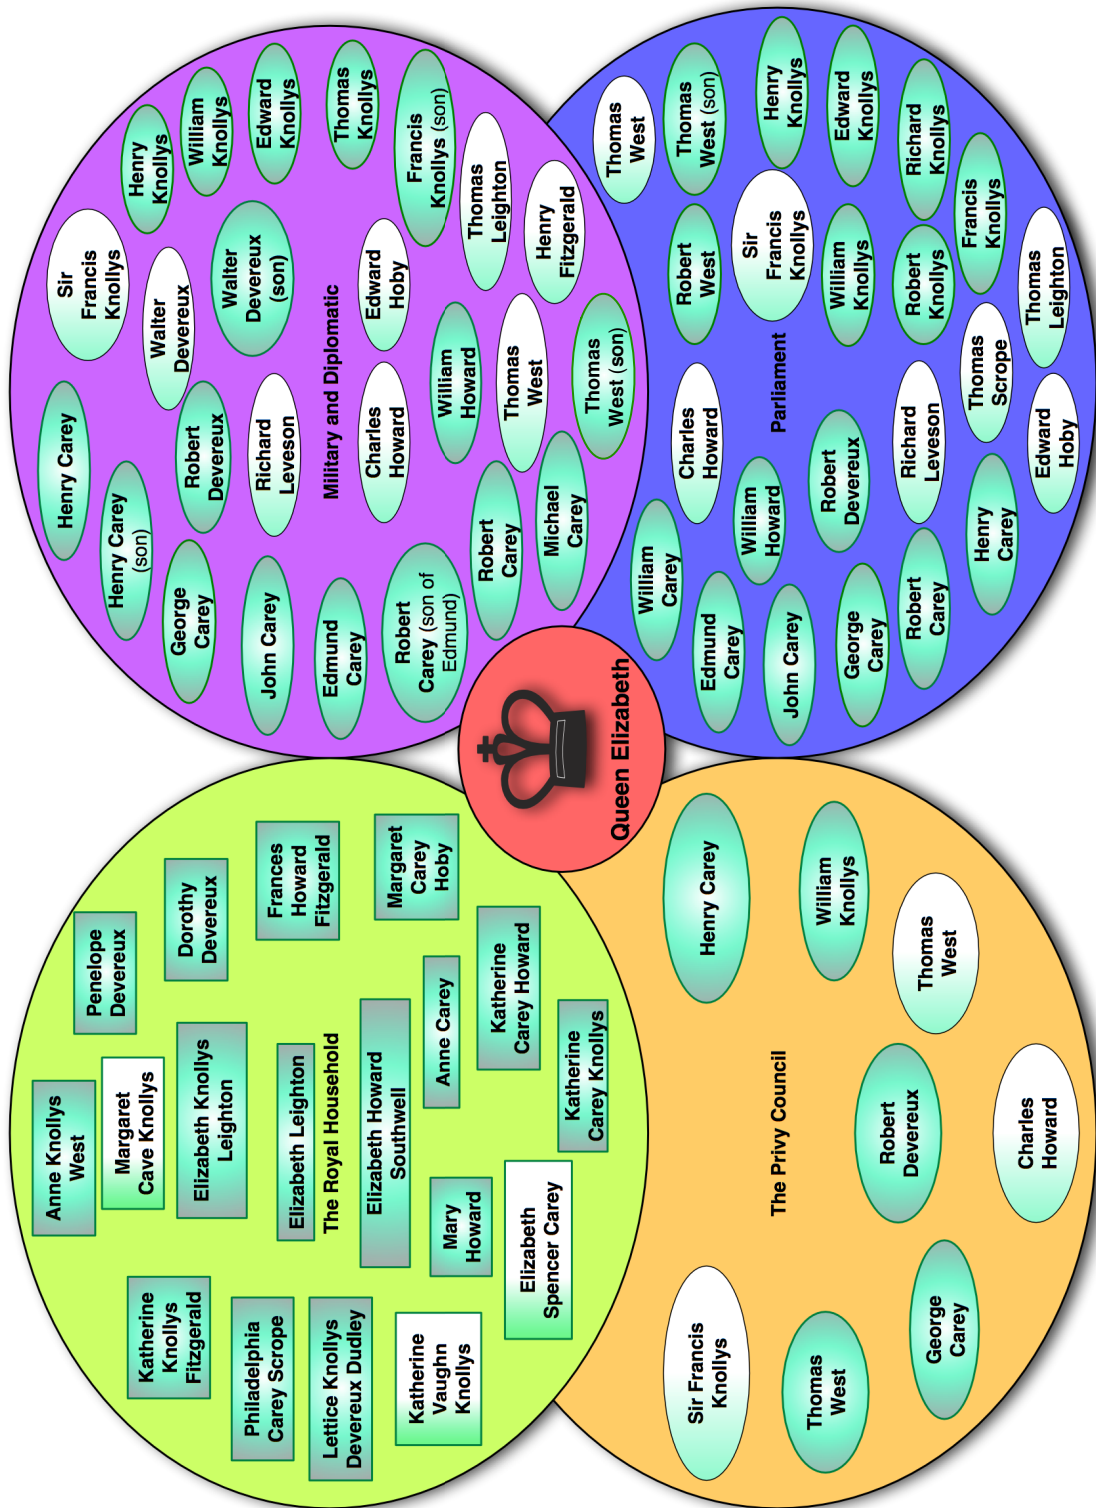 Anne Knollys
West
Penelope
Devereux
Margaret
Cave Knollys
Katherine
Knollys
Fitzgerald
Elizabeth Knollys
Leighton
Dorothy
Devereux
Philadelphia
Carey Scrope
Elizabeth Leighton
Frances
Howard
Fitzgerald
The Royal Household
Lettice Knollys
Devereux Dudley
Elizabeth Howard
Southwell
Margaret
Carey
Hoby
Katherine
Vaughn
Knollys
Mary
Howard
Anne Carey
Katherine
Carey Howard
Elizabeth
Spencer Carey
Katherine
Carey Knollys
Henry Carey
Sir
Francis
Knollys
Henry Carey
(son)
Walter
Devereux
Henry
Knollys
George
Carey
Robert
Devereux
Walter
Devereux
(son)
William
Knollys
John Carey
Richard
Leveson
Edward
Knollys
Military and Diplomatic
Edmund
Carey
Charles
Howard
Edward
Hoby
Thomas
Knollys
Robert
Carey (son of
Edmund)
William
Howard
Francis
Knollys (son)
Robert
Carey
Thomas
West
Thomas
Leighton
Michael
Carey
Thomas
West (son)
Henry
Fitzgerald
Queen Elizabeth
Sir Francis
Knollys
Henry Carey
The Privy Council
Thomas
West
William
Knollys
George
Carey
Robert
Devereux
Thomas
West
Charles
Howard
Thomas
West
William
Carey
Charles
Howard
Robert
West
Thomas
West (son)
Edmund
Carey
William
Howard
Sir
Francis
Knollys
Henry
Knollys
Parliament
John Carey
Robert
Devereux
William
Knollys
Edward
Knollys
George
Carey
Richard
Leveson
Robert
Knollys
Richard
Knollys
Robert
Carey
Thomas
Scrope
Francis
Knollys
Henry
Carey
Edward
Hoby
Thomas
Leighton